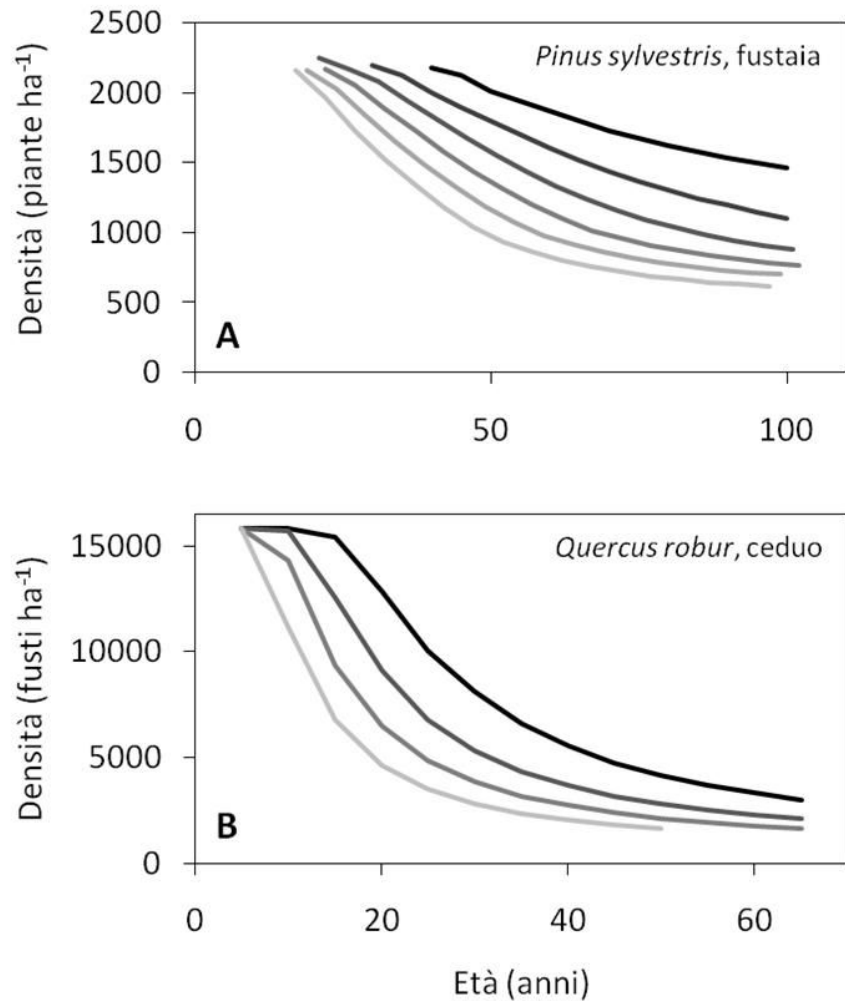 Densità (piante ha⁻¹)
2500
2000
1500
1000
500
0
Pinus sylvestris, fustaia
A
0
50
100
Densità (fusti ha⁻¹)
15000
10000
5000
0
Quercus robur, ceduo
B
0
20
40
60
Età (anni)